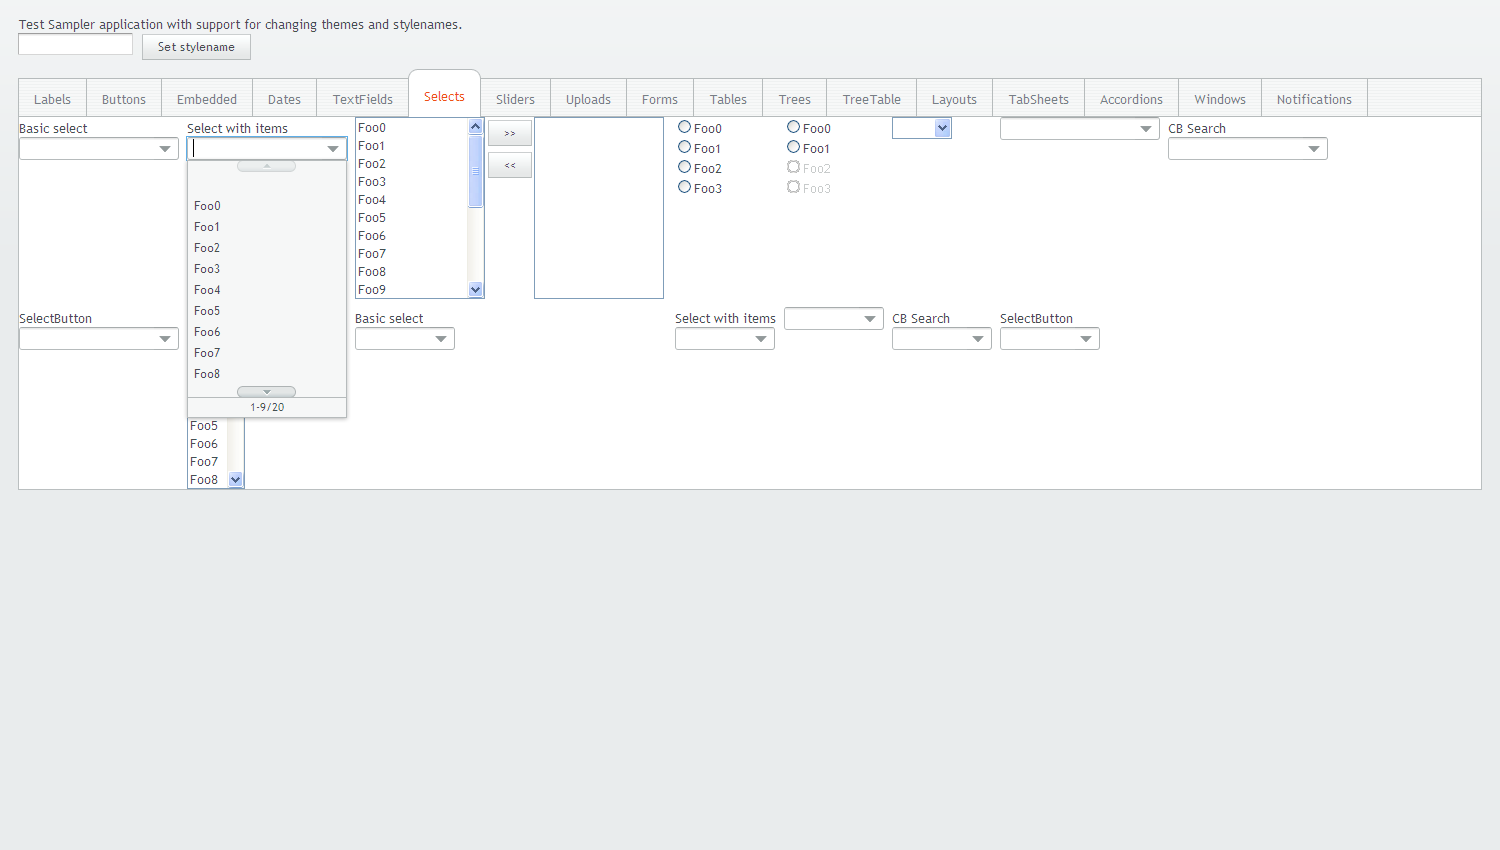 Test Sampler application with support for changing themes and stylenames.
Set stylename
Labels Buttons Embedded Dates TextFields Selects Sliders Uploads Forms Tables Trees TreeTable Layouts TabSheets Accordions Windows Notifications
Basic select
Select with items
Foo0
Foo1
Foo2
Foo3
Foo4
Foo5
Foo6
Foo7
Foo8
1-9/20
Foo0
Foo1
Foo2
Foo3
Foo4
Foo5
Foo6
Foo7
Foo8
Foo9
>>
<<
Foo0
Foo1
Foo2
Foo3
Foo0
Foo1
Foo2
Foo3
CB Search
SelectButton
Foo5
Foo6
Foo7
Foo8
Basic select
Select with items
CB Search
SelectButton